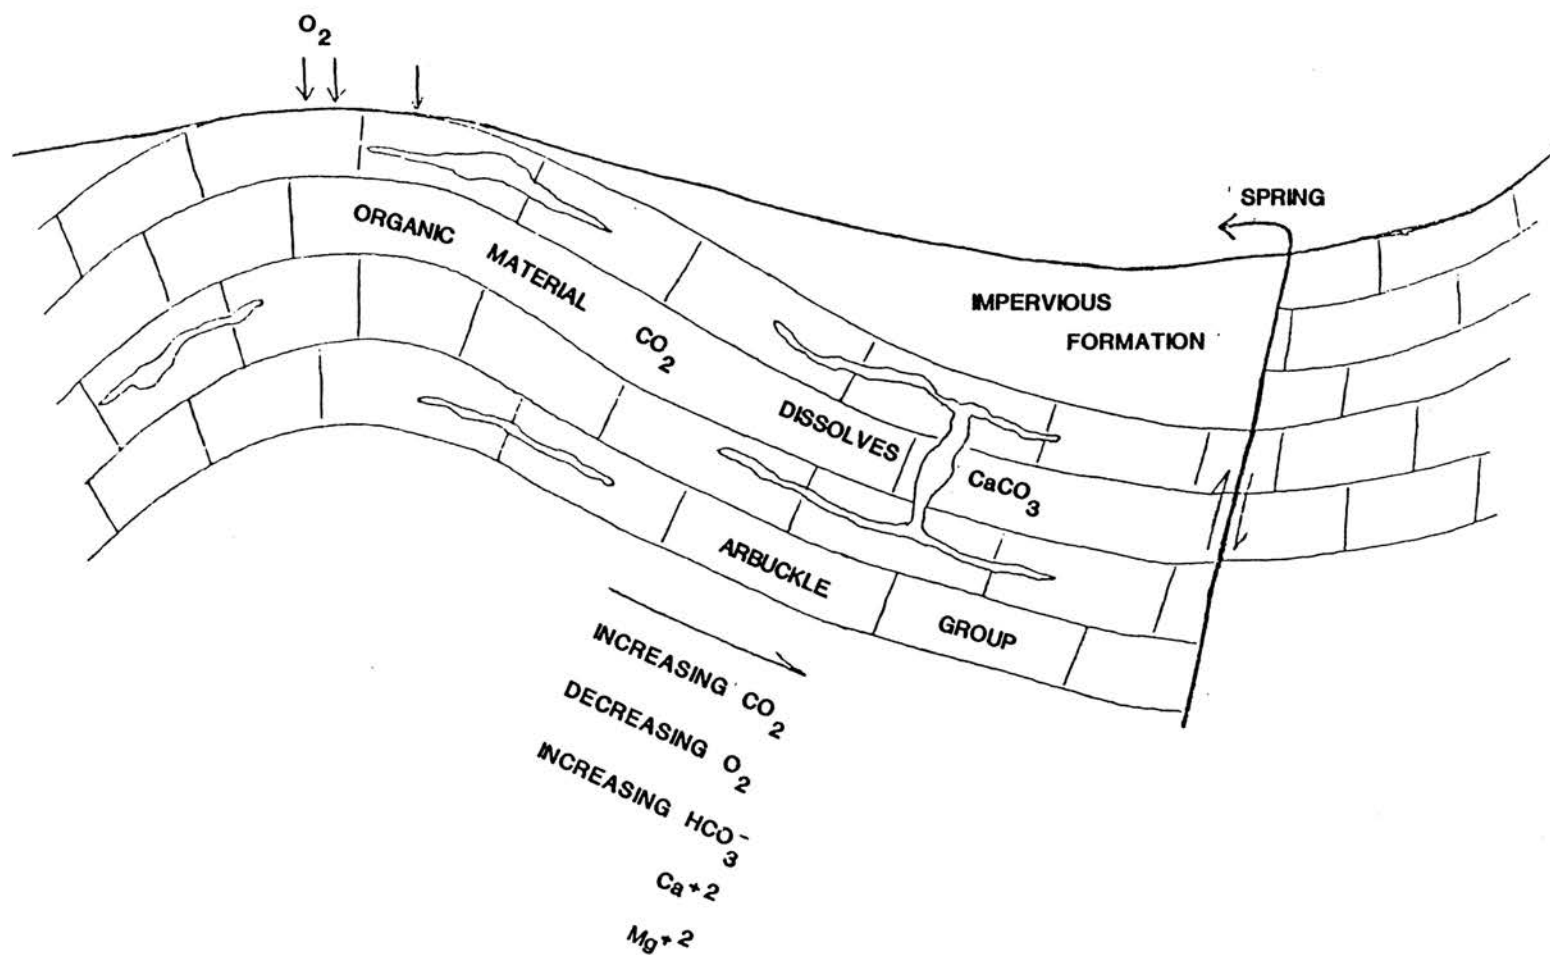 O2
SPRING
ORGANIC MATERIAL CO2 DISSOLVES CaCO3
IMPERVIOUS
FORMATION
ARBUCKLE GROUP
INCREASING CO2
DECREASING O2
INCREASING HCO3-
Ca+2
Mg+2